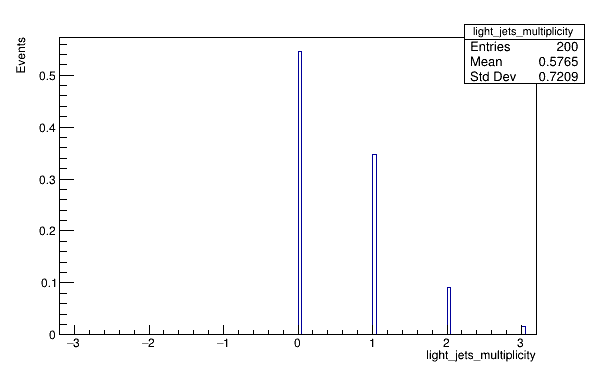 light_jets_multiplicity
Entries 200
Mean 0.5765
Std Dev 0.7209
Events
0.5
0.4
0.3
0.2
0.1
0
−3 −2 −1 0 1 2 3
light_jets_multiplicity